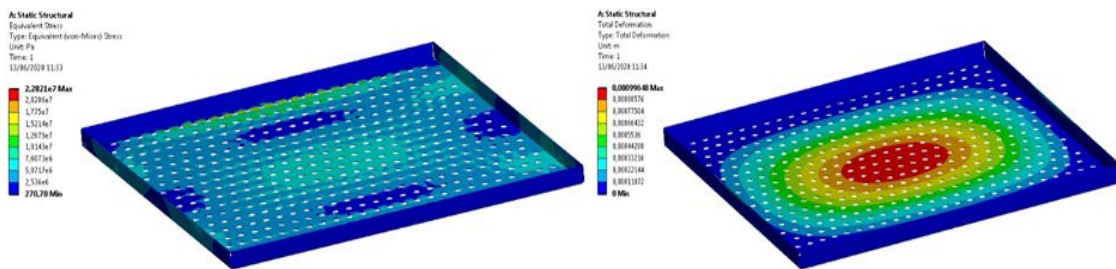 A: Static Structural
Equivalent Stress
Type: Equivalent (von-Mises) Stress
Unit: Pa
Time: 1
13/06/2020 11:33
2,2821e7 Max
2,0286e7
1,775e7
1,5214e7
1,2679e7
1,0143e7
7,6073e6
5,0717e6
2,536e6
270,78 Min
A: Static Structural
Total Deformation
Type: Total Deformation
Unit: m
Time: 1
13/06/2020 11:34
0,00099648 Max
0,00088576
0,00077504
0,00066432
0,0005536
0,00044288
0,00033216
0,00022144
0,00011072
0 Min